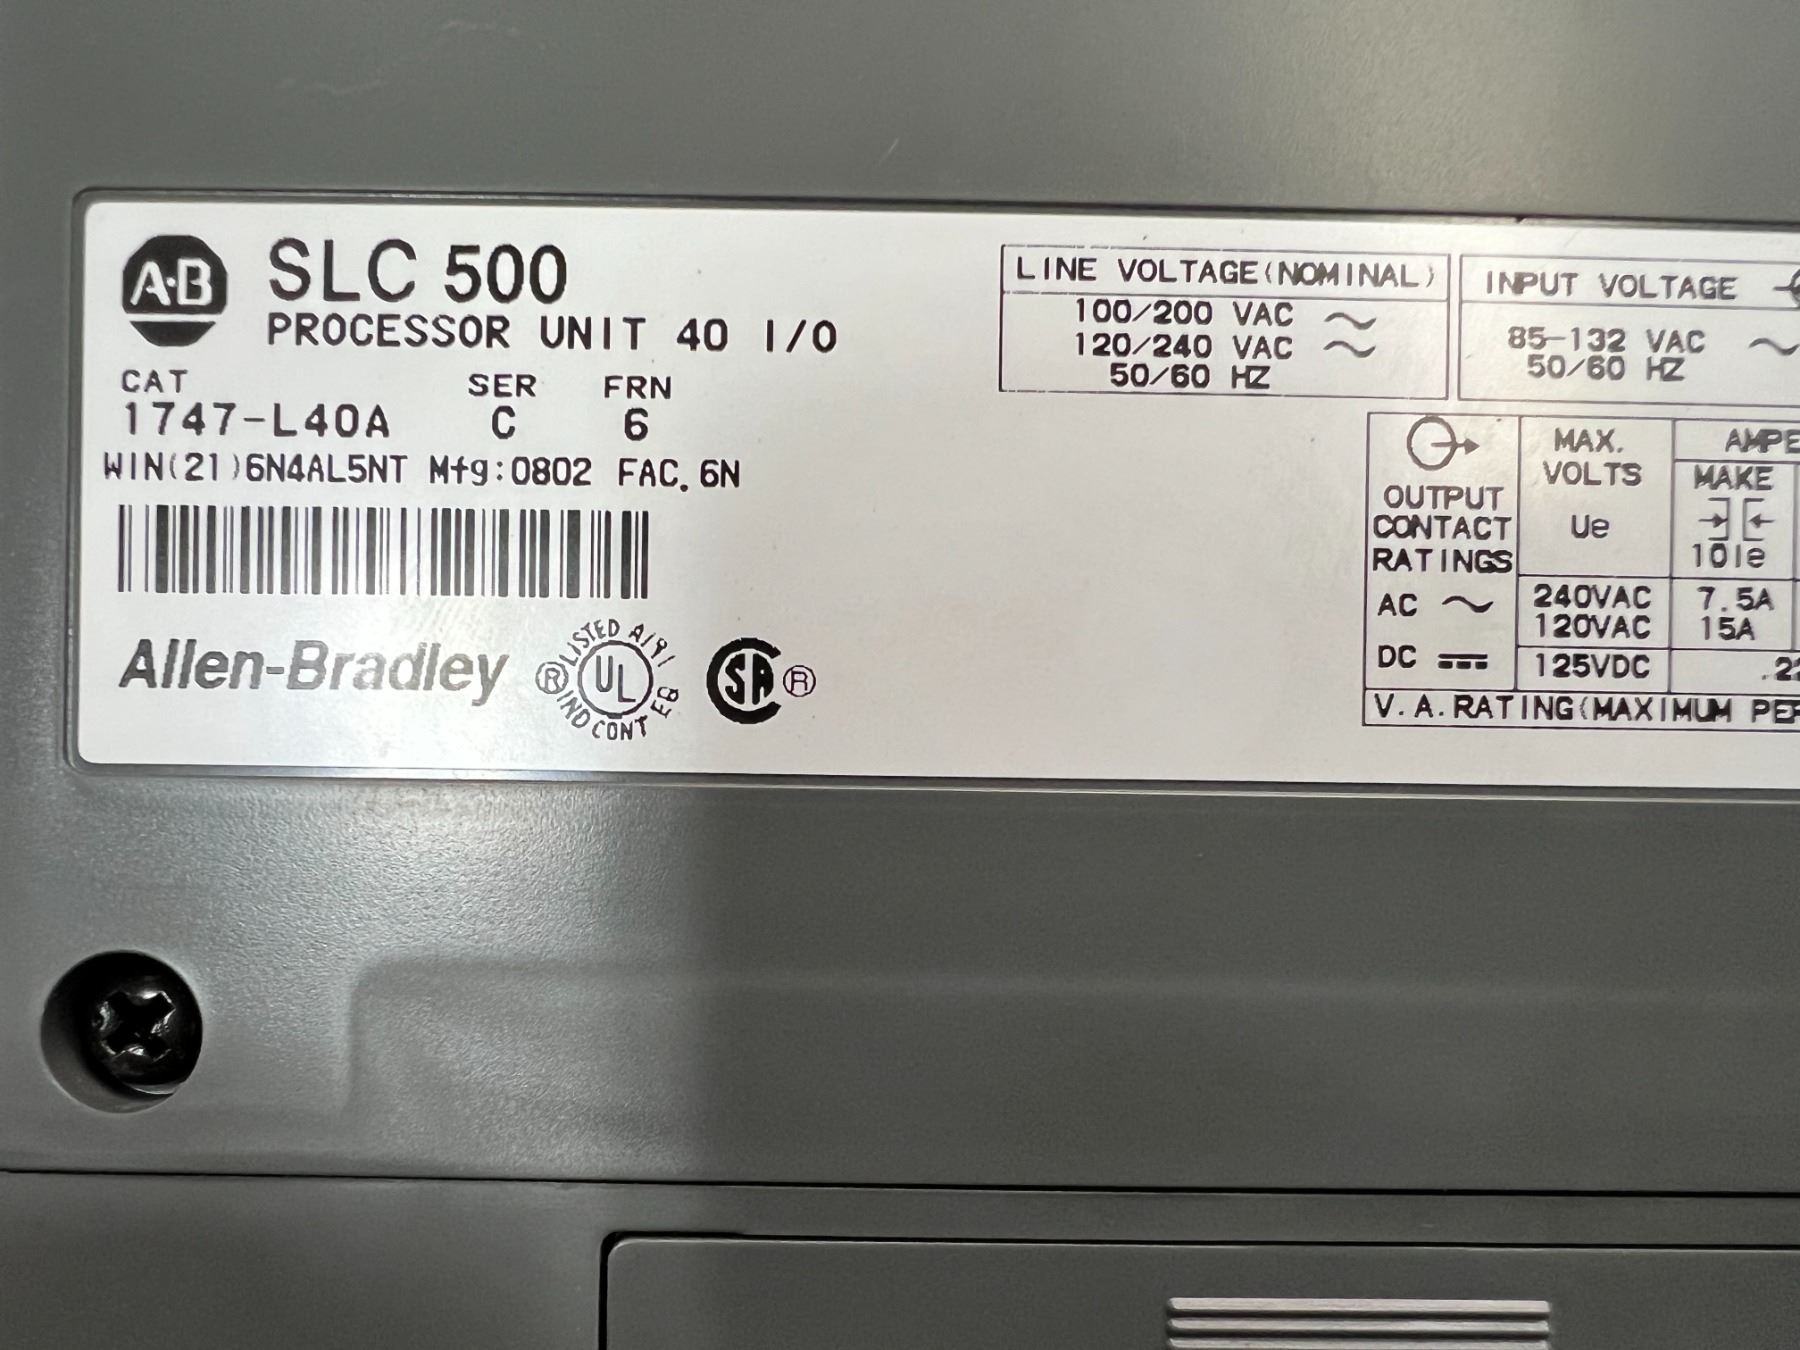 A·B
SLC 500
PROCESSOR UNIT 40 I/O
CAT SER FRN
1747-L40A C 6
WIN(21)6N4AL5NT Mfg:0802 FAC. 6N
Allen-Bradley
® LISTED A191 UL IND CONT EQ
SA ®
LINE VOLTAGE(NOMINAL)
100/200 VAC ~
120/240 VAC ~
50/60 HZ
INPUT VOLTAGE
85-132 VAC ~
50/60 HZ
OUTPUT
CONTACT
RATINGS
MAX.
VOLTS
Ue
MAKE
10Ie
AC ~ 240VAC 7.5A
120VAC 15A
DC 125VDC
V.A.RATING(MAXIMUM